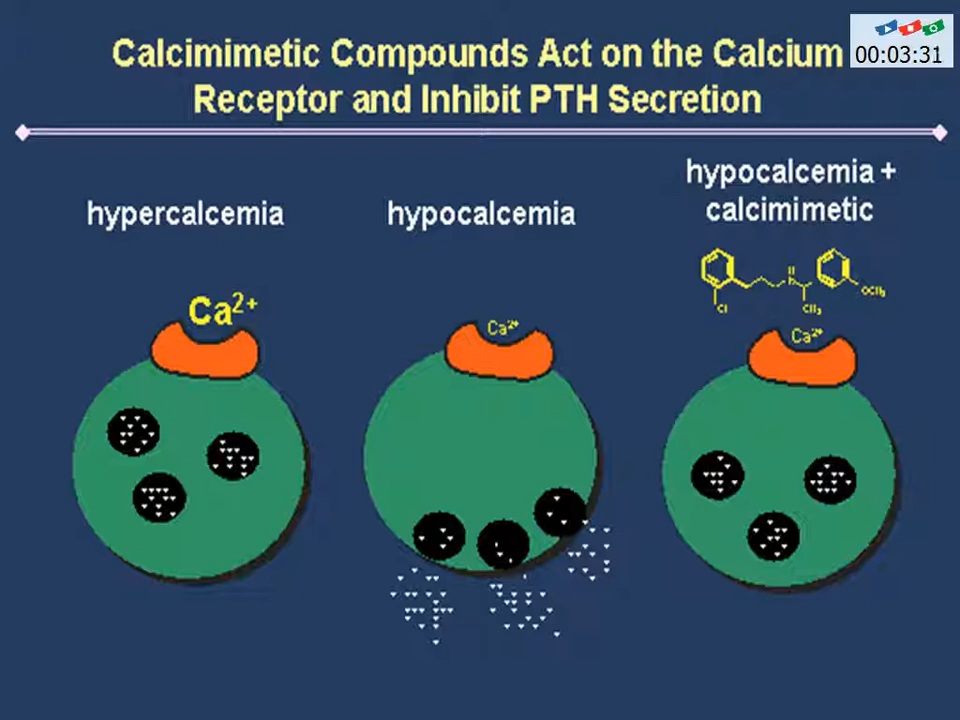 Calcimimetic Compounds Act on the Calcium
Receptor and Inhibit PTH Secretion
00:03:31
hypercalcemia
hypocalcemia
hypocalcemia +
calcimimetic
Cl
N
H
CH₃
OCH₃
Ca²⁺
Ca²⁺
Ca²⁺